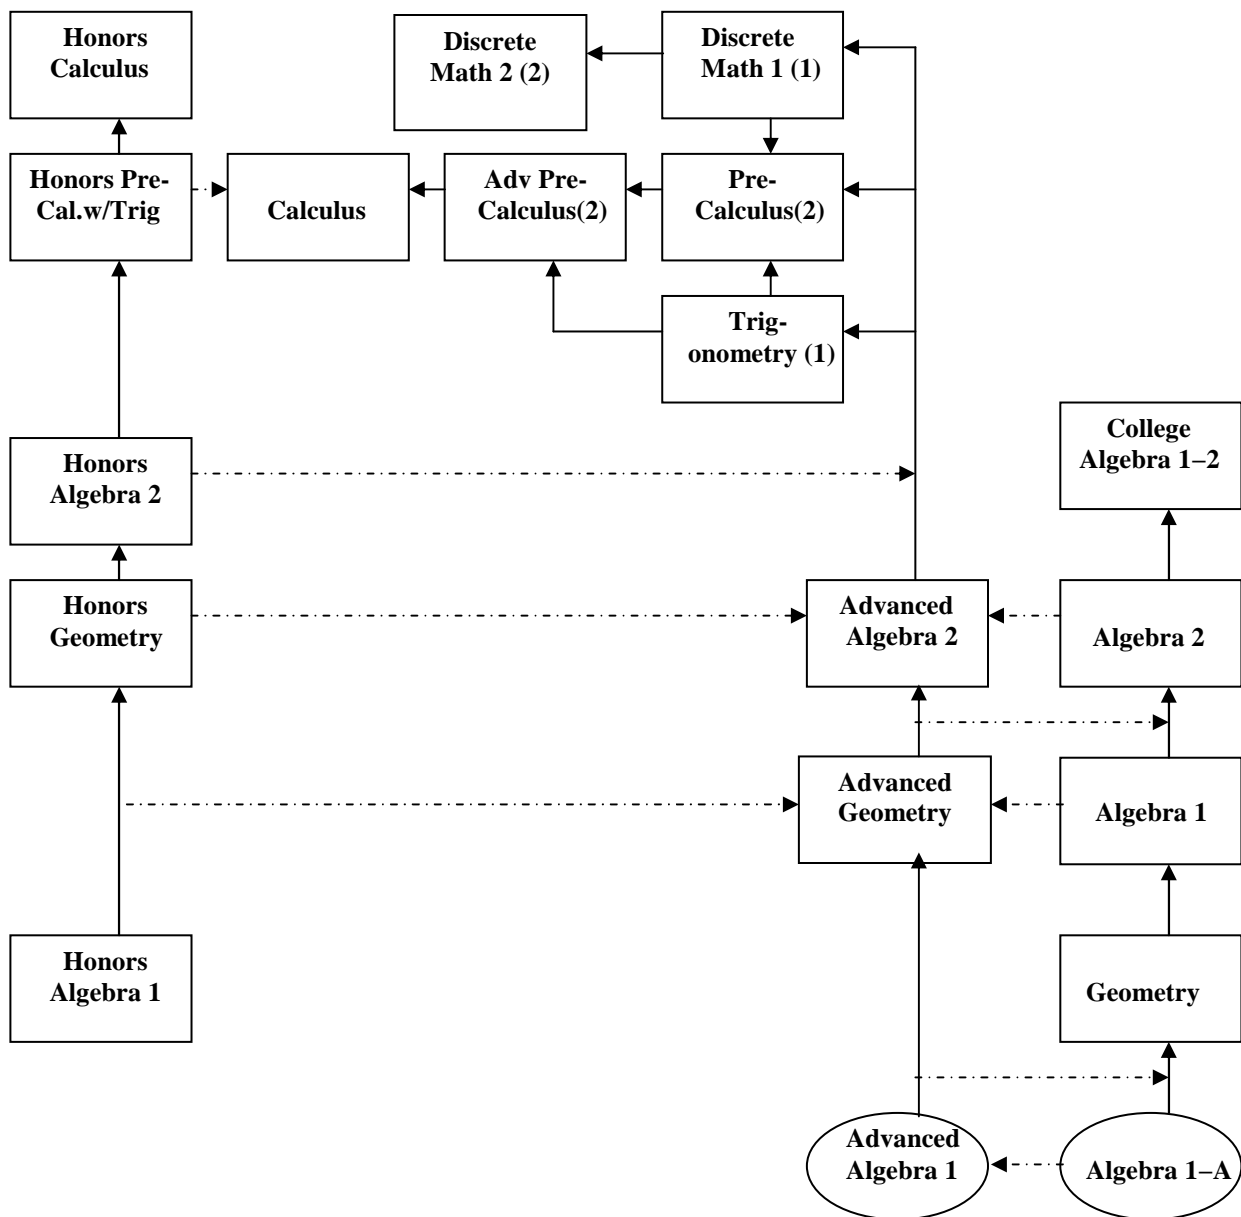 Honors
Calculus
Discrete
Math 2 (2)
Discrete
Math 1 (1)
Honors Pre-
Cal.w/Trig
Calculus
Adv Pre-
Calculus(2)
Pre-
Calculus(2)
Trig-
onometry (1)
Honors
Algebra 2
College
Algebra 1–2
Honors
Geometry
Advanced
Algebra 2
Algebra 2
Advanced
Geometry
Algebra 1
Honors
Algebra 1
Geometry
Advanced
Algebra 1
Algebra 1–A